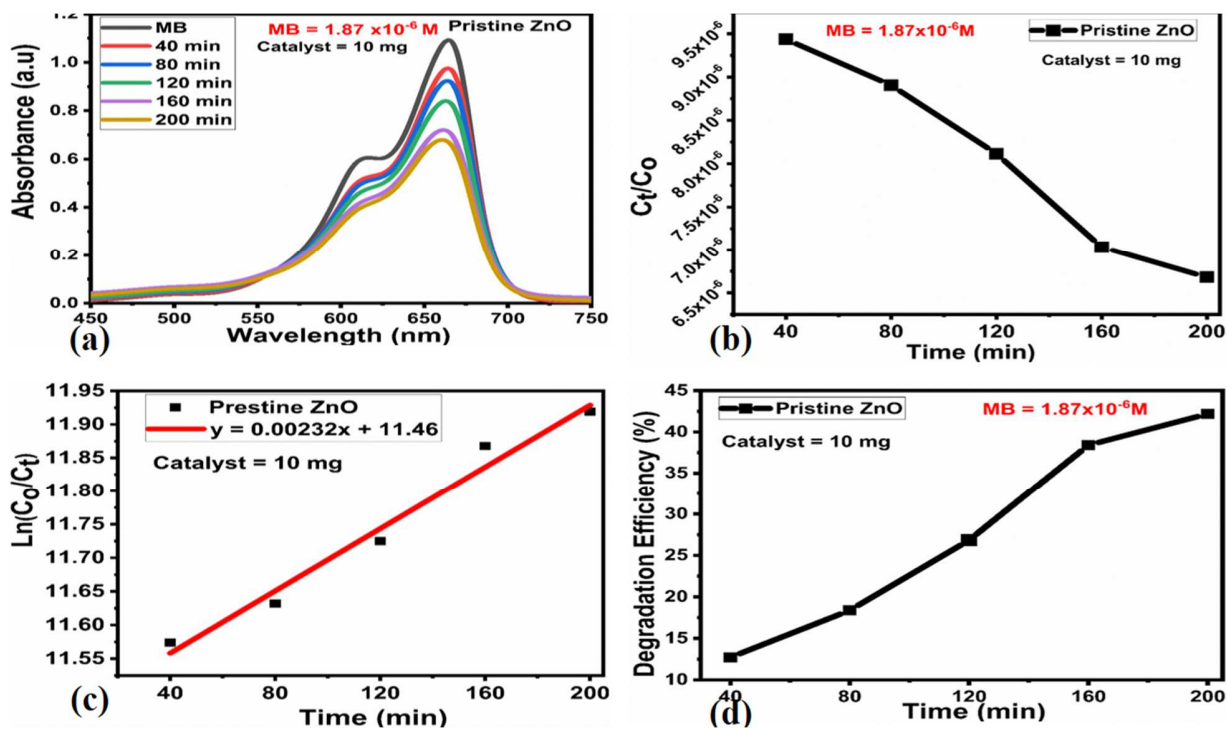 1.2
1.0
0.8
0.6
0.4
0.2
0.0
Absorbance (a.u)
MB
40 min
80 min
120 min
160 min
200 min
MB = 1.87 x10⁻⁶ M
Pristine ZnO
Catalyst = 10 mg
450 500 550 600 650 700 750
Wavelength (nm)
(a)
9.5x10⁻⁶
9.0x10⁻⁶
8.5x10⁻⁶
8.0x10⁻⁶
7.5x10⁻⁶
7.0x10⁻⁶
6.5x10⁻⁶
Cₜ/Cₒ
MB = 1.87x10⁻⁶M
Pristine ZnO
Catalyst = 10 mg
40 80 120 160 200
Time (min)
(b)
11.95
11.90
11.85
11.80
11.75
11.70
11.65
11.60
11.55
Ln(Cₒ/Cₜ)
Prestine ZnO
y = 0.00232x + 11.46
Catalyst = 10 mg
40 80 120 160 200
Time (min)
(c)
45
40
35
30
25
20
15
10
Degradation Efficiency (%)
Pristine ZnO
MB = 1.87x10⁻⁶M
Catalyst = 10 mg
40 80 120 160 200
Time (min)
(d)